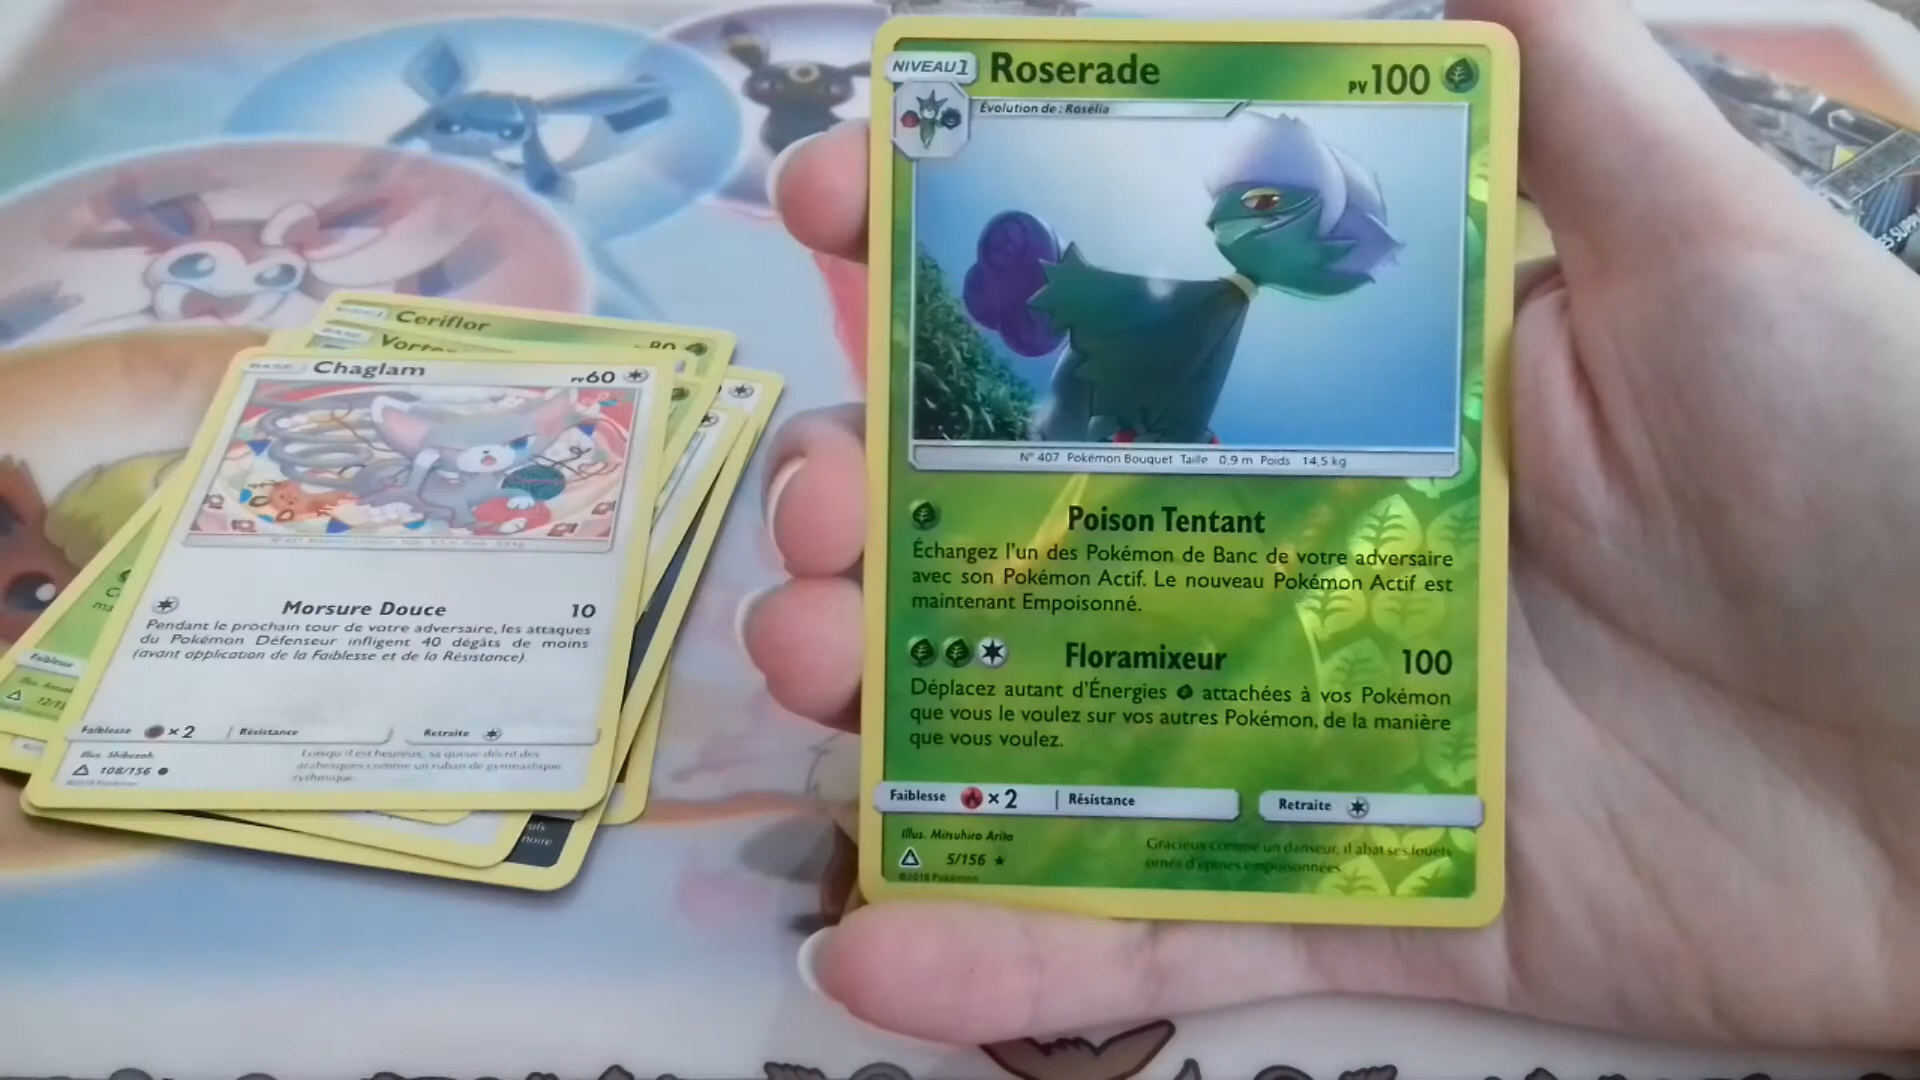 Ceriflor
80
Chaglam
PV60
Morsure Douce 10
Pendant le prochain tour de votre adversaire, les attaques
du Pokémon Défenseur infligent 40 dégâts de moins
(avant application de la Faiblesse et de la Résistance).
Faiblesse ×2 Résistance Retraite
Illus. Shibuzoh.
108/156
Lorsqu'il est heureux, sa queue décrit des
arabesques comme un ruban de gymnastique
rythmique.
Faiblesse
NIVEAU 1 Roserade PV 100
Évolution de : Rosélia
N° 407 Pokémon Bouquet Taille 0,9 m Poids 14,5 kg
Poison Tentant
Échangez l'un des Pokémon de Banc de votre adversaire
avec son Pokémon Actif. Le nouveau Pokémon Actif est
maintenant Empoisonné.
Floramixeur 100
Déplacez autant d'Énergies attachées à vos Pokémon
que vous le voulez sur vos autres Pokémon, de la manière
que vous voulez.
Faiblesse ×2 Résistance Retraite
Illus. Mitsuhiro Arita
5/156
©2018 Pokémon
Gracieux comme un danseur, il abat ses fouets
ornés d'épines empoisonnées.